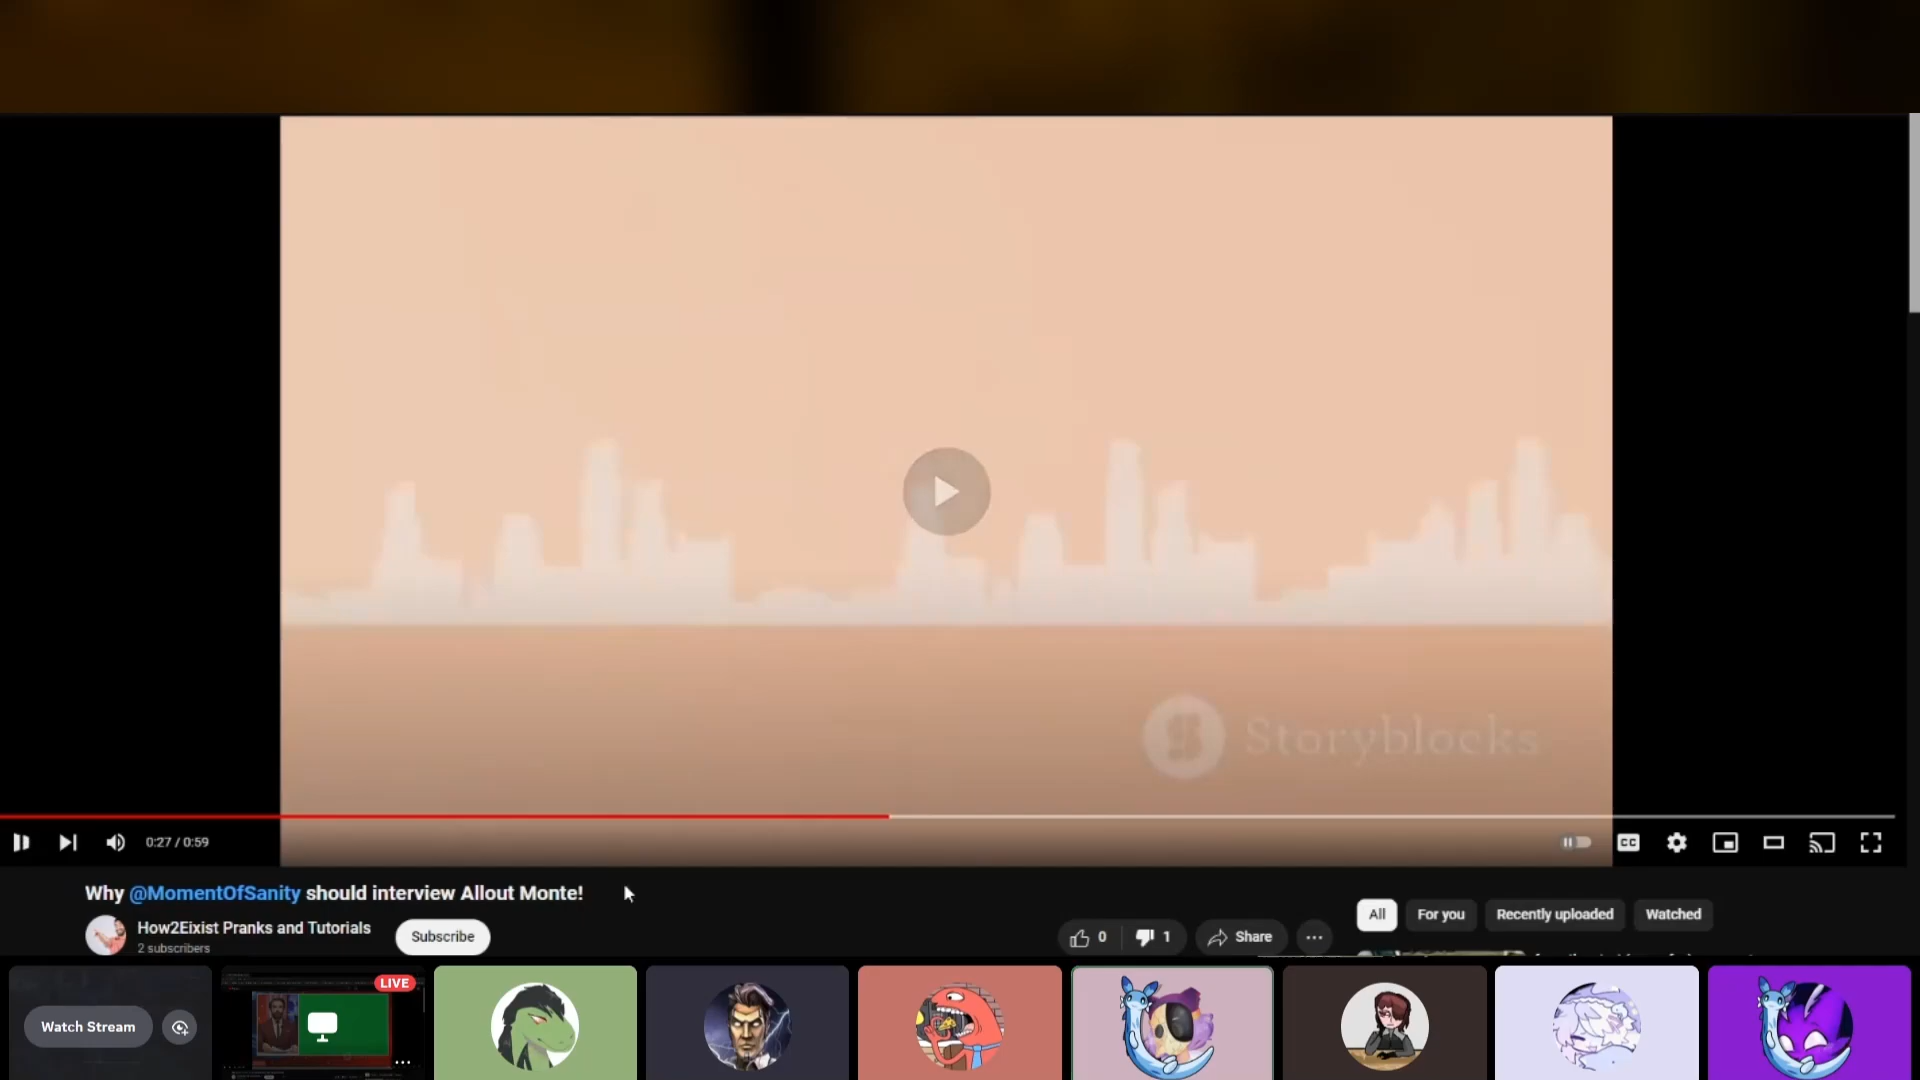 Storyblocks
0:27 / 0:59
CC
Why @MomentOfSanity should interview Allout Monte!
How2Eixist Pranks and Tutorials
2 subscribers
Subscribe
0
1
Share
All
For you
Recently uploaded
Watched
Watch Stream
LIVE